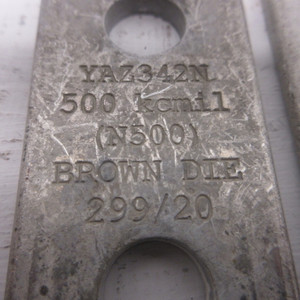 YAZ342N
500 kcmil
(N500)
BROWN DIE
299/20